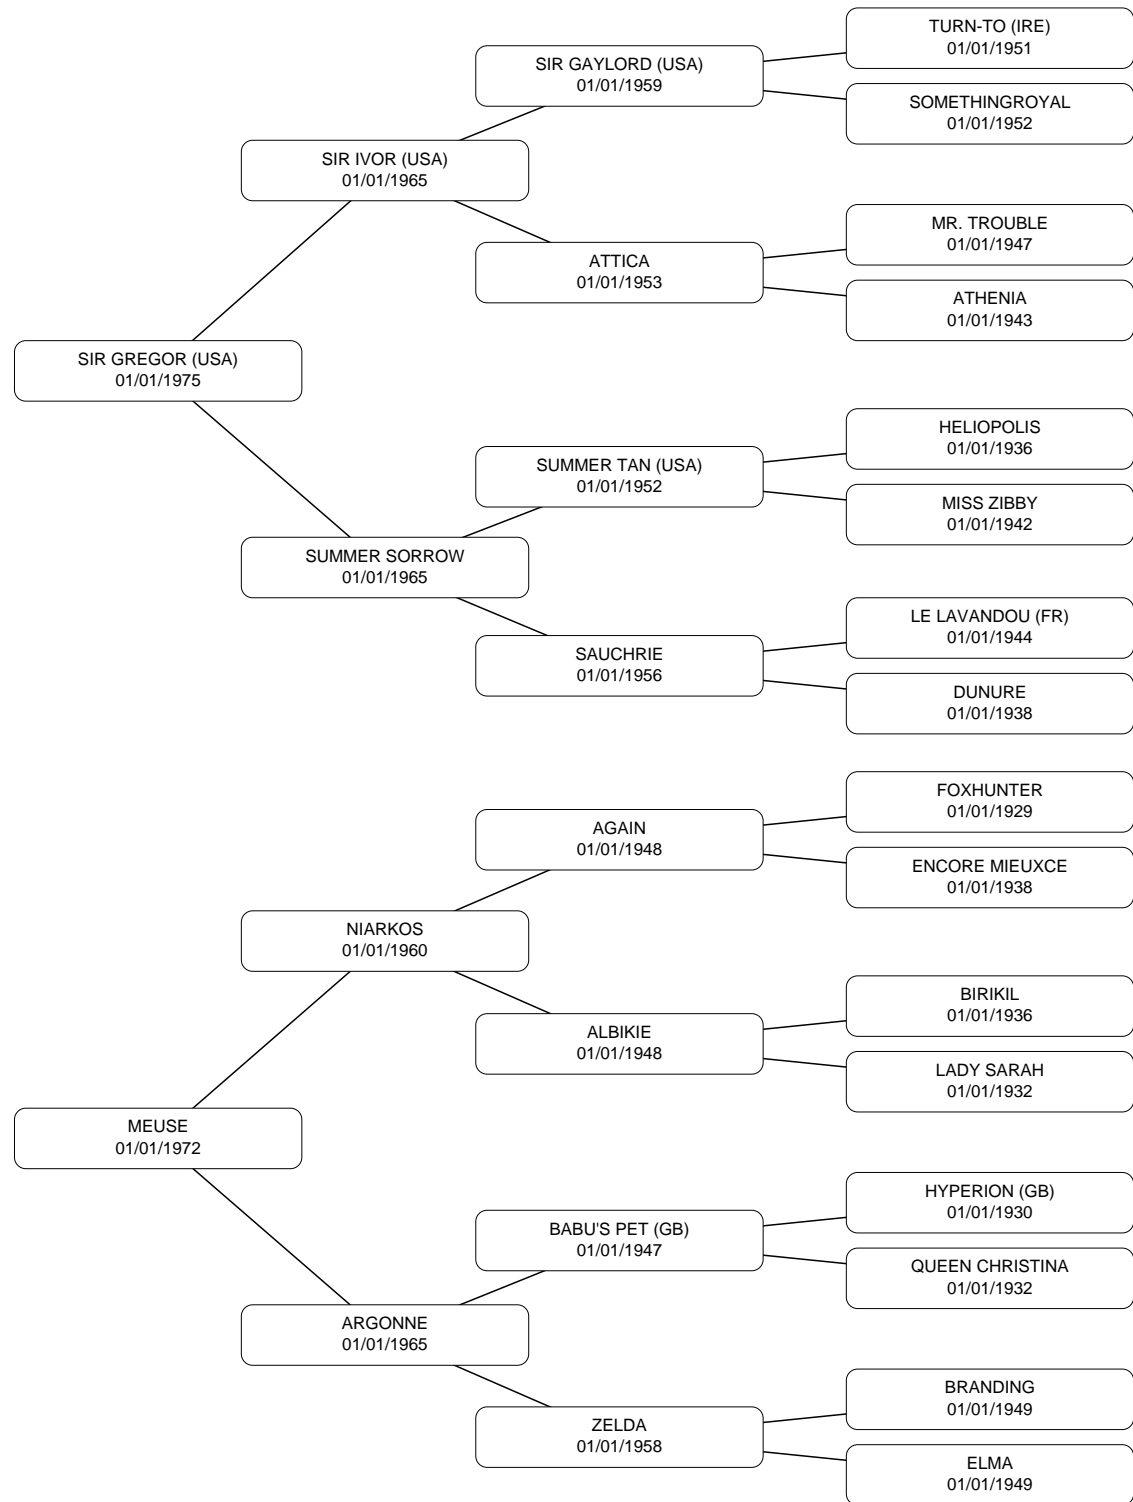 TURN-TO (IRE)
01/01/1951
SIR GAYLORD (USA)
01/01/1959
SOMETHINGROYAL
01/01/1952
SIR IVOR (USA)
01/01/1965
MR. TROUBLE
01/01/1947
ATTICA
01/01/1953
ATHENIA
01/01/1943
SIR GREGOR (USA)
01/01/1975
HELIOPOLIS
01/01/1936
SUMMER TAN (USA)
01/01/1952
MISS ZIBBY
01/01/1942
SUMMER SORROW
01/01/1965
LE LAVANDOU (FR)
01/01/1944
SAUCHRIE
01/01/1956
DUNURE
01/01/1938
FOXHUNTER
01/01/1929
AGAIN
01/01/1948
ENCORE MIEUXCE
01/01/1938
NIARKOS
01/01/1960
BIRIKIL
01/01/1936
ALBIKIE
01/01/1948
LADY SARAH
01/01/1932
MEUSE
01/01/1972
HYPERION (GB)
01/01/1930
BABU'S PET (GB)
01/01/1947
QUEEN CHRISTINA
01/01/1932
ARGONNE
01/01/1965
BRANDING
01/01/1949
ZELDA
01/01/1958
ELMA
01/01/1949